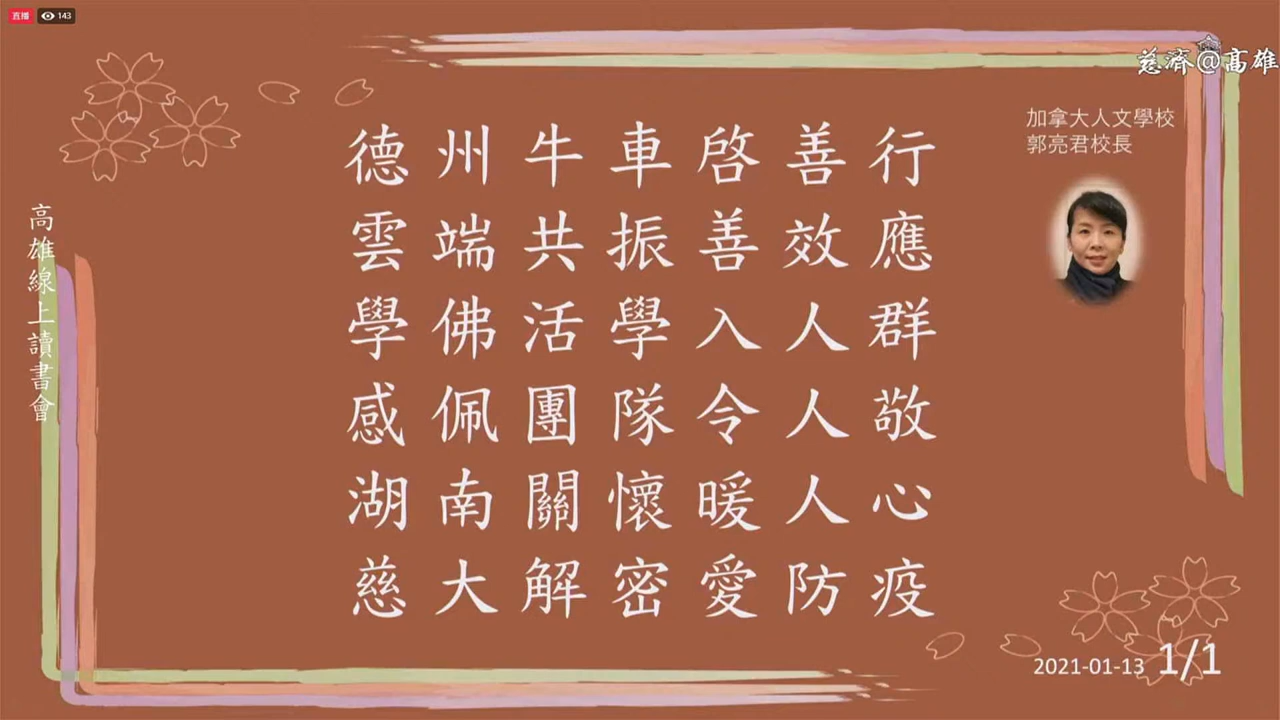 直播 143
慈濟@高雄
加拿大人文學校
郭亮君校長
高雄線上讀書會
德州牛車啓善行
雲端共振善效應
學佛活學入人群
感佩團隊令人敬
湖南關懷暖人心
慈大解密愛防疫
2021-01-13 1/1